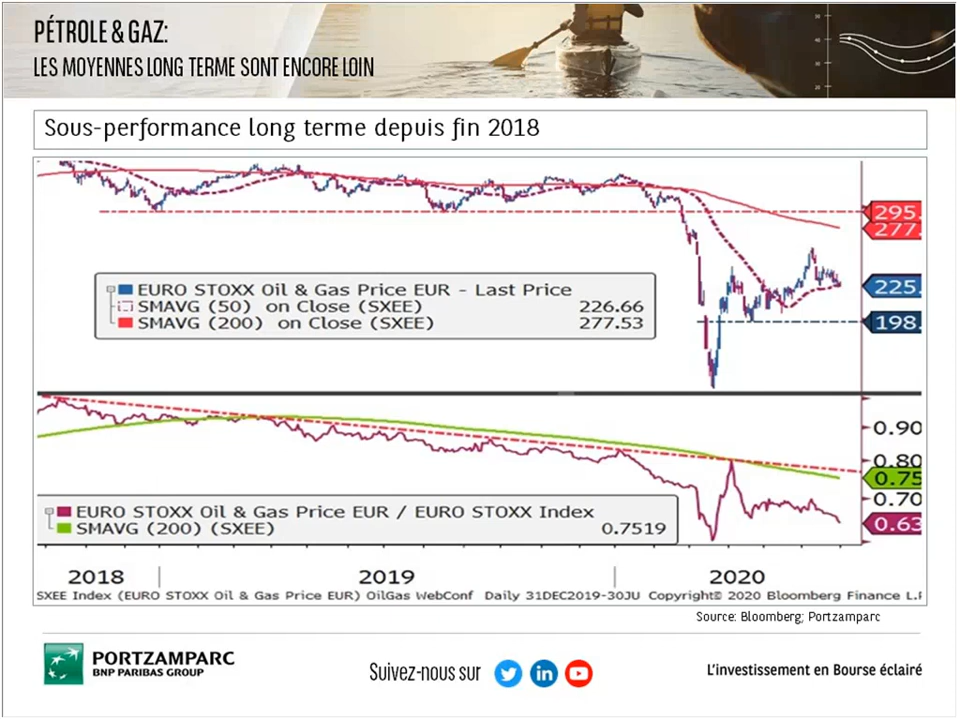 PÉTROLE & GAZ:
LES MOYENNES LONG TERME SONT ENCORE LOIN
Sous-performance long terme depuis fin 2018
295.
277.
EURO STOXX Oil & Gas Price EUR - Last Price
SMAVG (50) on Close (SXEE) 226.66
SMAVG (200) on Close (SXEE) 277.53
225.
198.
0.90
0.80
0.75
0.70
EURO STOXX Oil & Gas Price EUR / EURO STOXX Index
SMAVG (200) (SXEE) 0.7519
0.63
2018 2019 2020
SXEE Index (EURO STOXX Oil & Gas Price EUR) OilGas WebConf Daily 31DEC2019-30JU Copyright© 2020 Bloomberg Finance L.
Source: Bloomberg; Portzamparc
PORTZAMPARC
BNP PARIBAS GROUP
Suivez-nous sur
L'investissement en Bourse éclairé